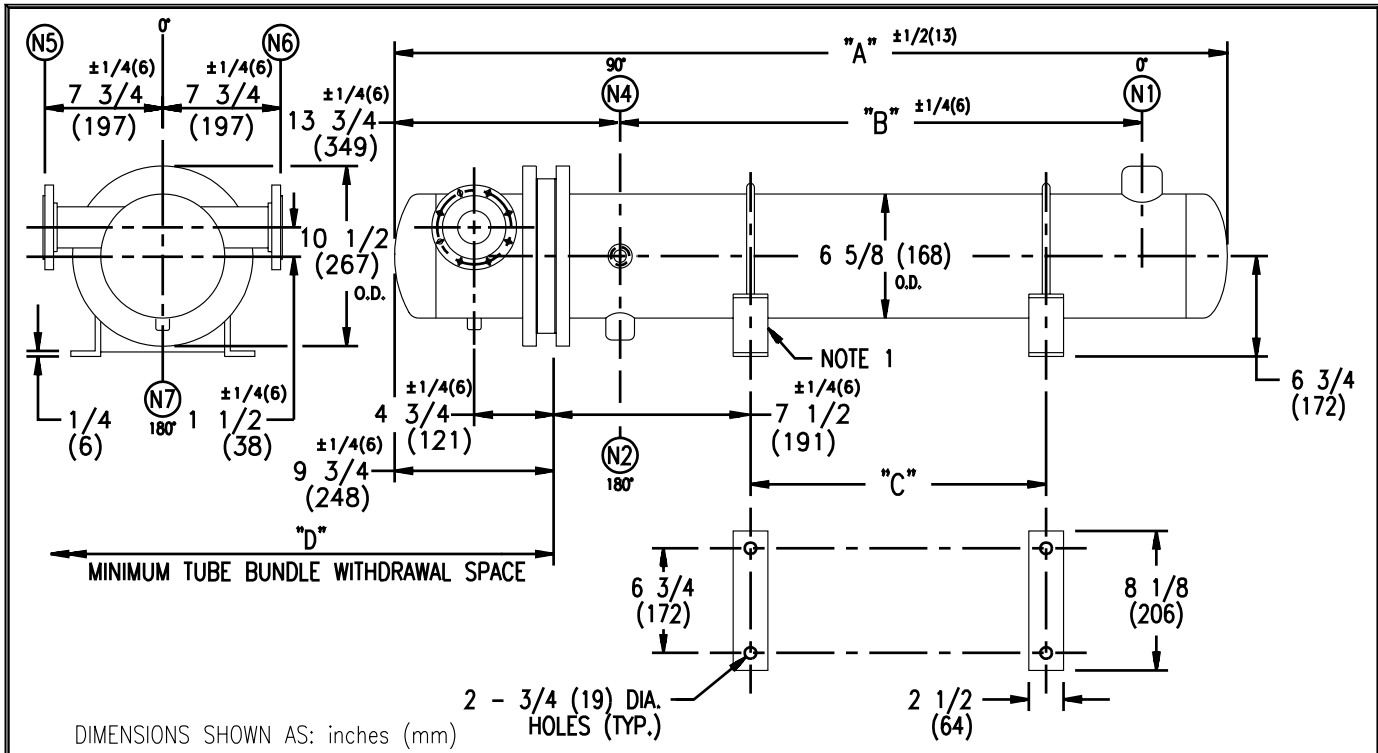 N5
0°
N6
±1/4(6)
±1/4(6)
7 3/4
(197)
7 3/4
(197)
"A" ±1/2(13)
90°
N4
0°
N1
±1/4(6)
13 3/4
(349)
"B" ±1/4(6)
10 1/2
(267)
O.D.
6 5/8 (168)
O.D.
NOTE 1
6 3/4
(172)
1/4
(6)
N7
180°
±1/4(6)
1 1/2
(38)
±1/4(6)
4 3/4
(121)
±1/4(6)
7 1/2
(191)
±1/4(6)
9 3/4
(248)
N2
180°
"C"
"D"
MINIMUM TUBE BUNDLE WITHDRAWAL SPACE
6 3/4
(172)
8 1/8
(206)
2 - 3/4 (19) DIA.
HOLES (TYP.)
2 1/2
(64)
DIMENSIONS SHOWN AS: inches (mm)